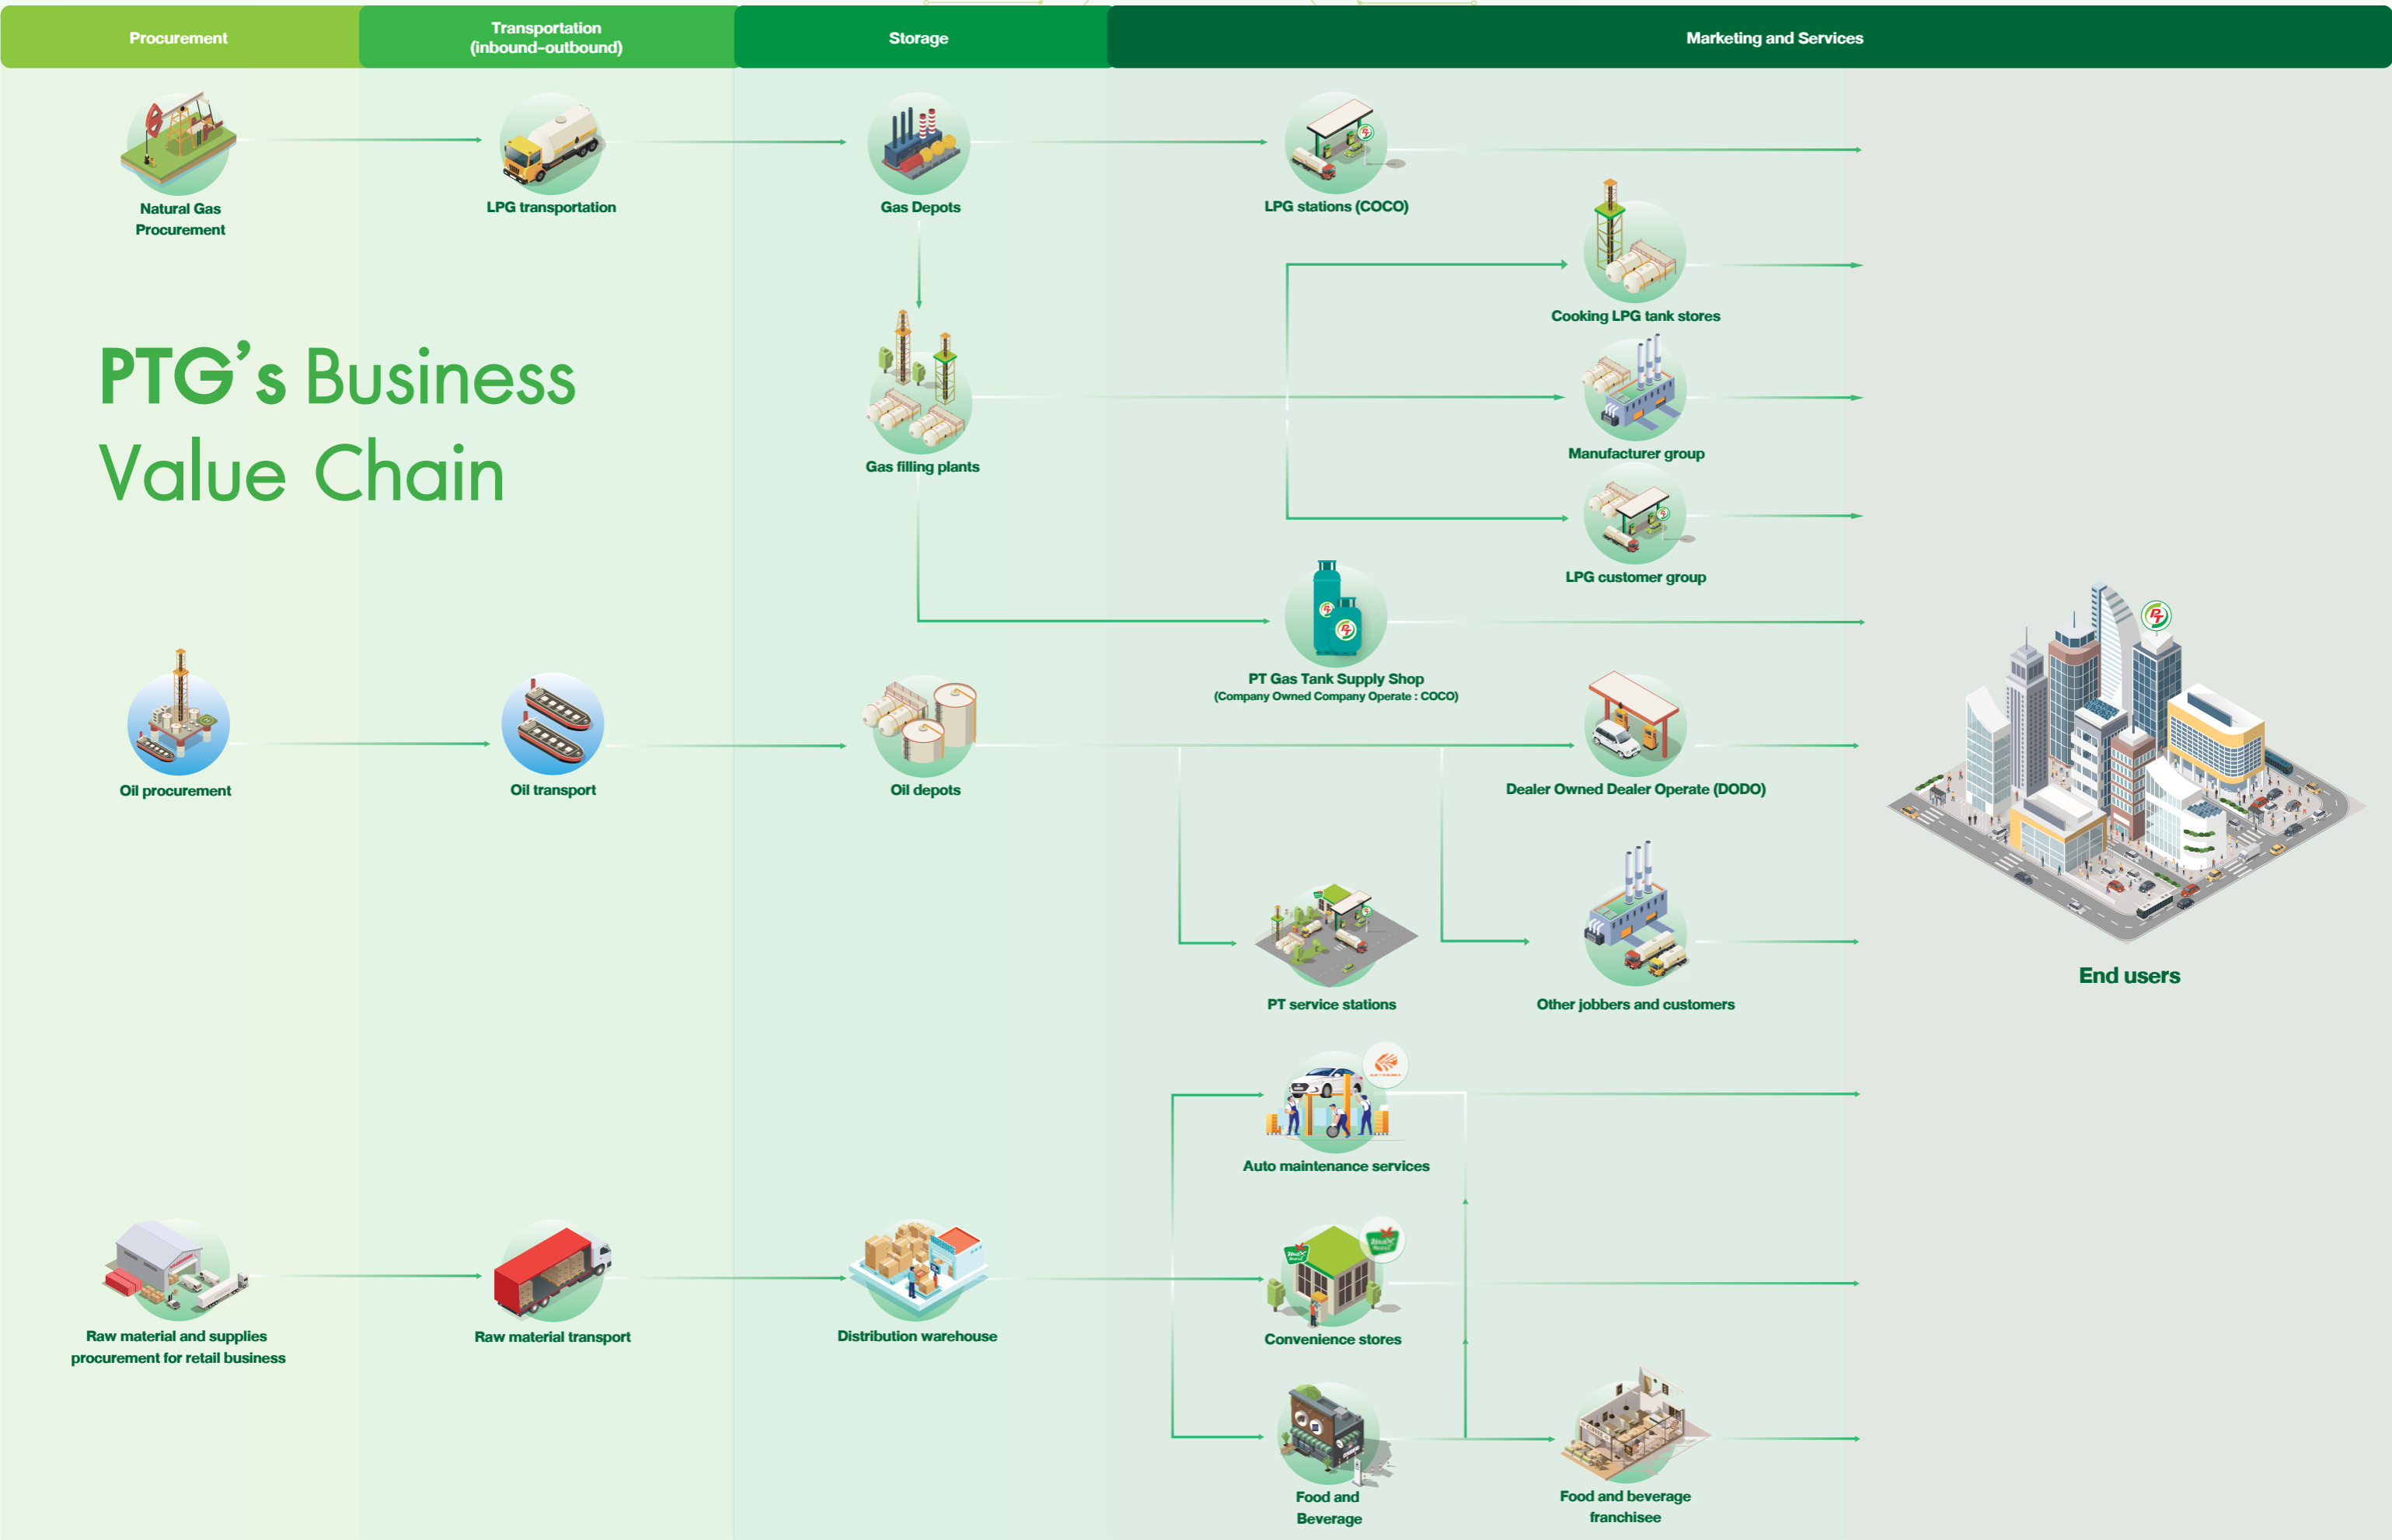 Procurement
Transportation
(inbound-outbound)
Storage
Marketing and Services
Natural Gas
Procurement
LPG transportation
Gas Depots
LPG stations (COCO)
Cooking LPG tank stores
PTG's Business
Value Chain
Gas filling plants
Manufacturer group
LPG customer group
PT Gas Tank Supply Shop
(Company Owned Company Operate : COCO)
Oil procurement
Oil transport
Oil depots
Dealer Owned Dealer Operate (DODO)
End users
PT service stations
Other jobbers and customers
Auto maintenance services
Raw material and supplies
procurement for retail business
Raw material transport
Distribution warehouse
Convenience stores
Food and
Beverage
Food and beverage
franchisee